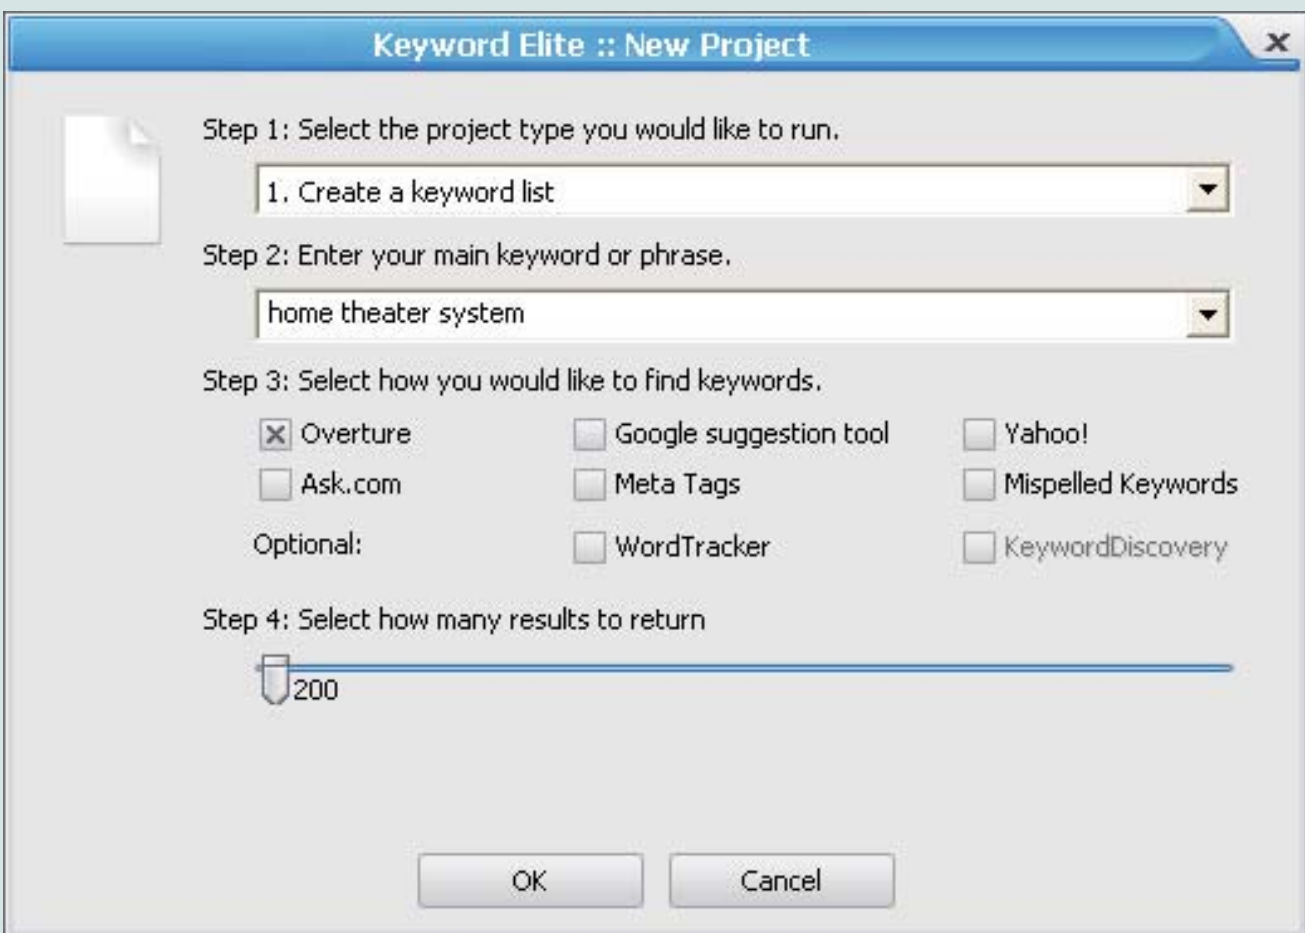 Keyword Elite :: New Project
Step 1: Select the project type you would like to run.
1. Create a keyword list
Step 2: Enter your main keyword or phrase.
home theater system
Step 3: Select how you would like to find keywords.
Overture Google suggestion tool Yahoo!
Ask.com Meta Tags Mispelled Keywords
Optional: WordTracker KeywordDiscovery
Step 4: Select how many results to return
200
OK Cancel